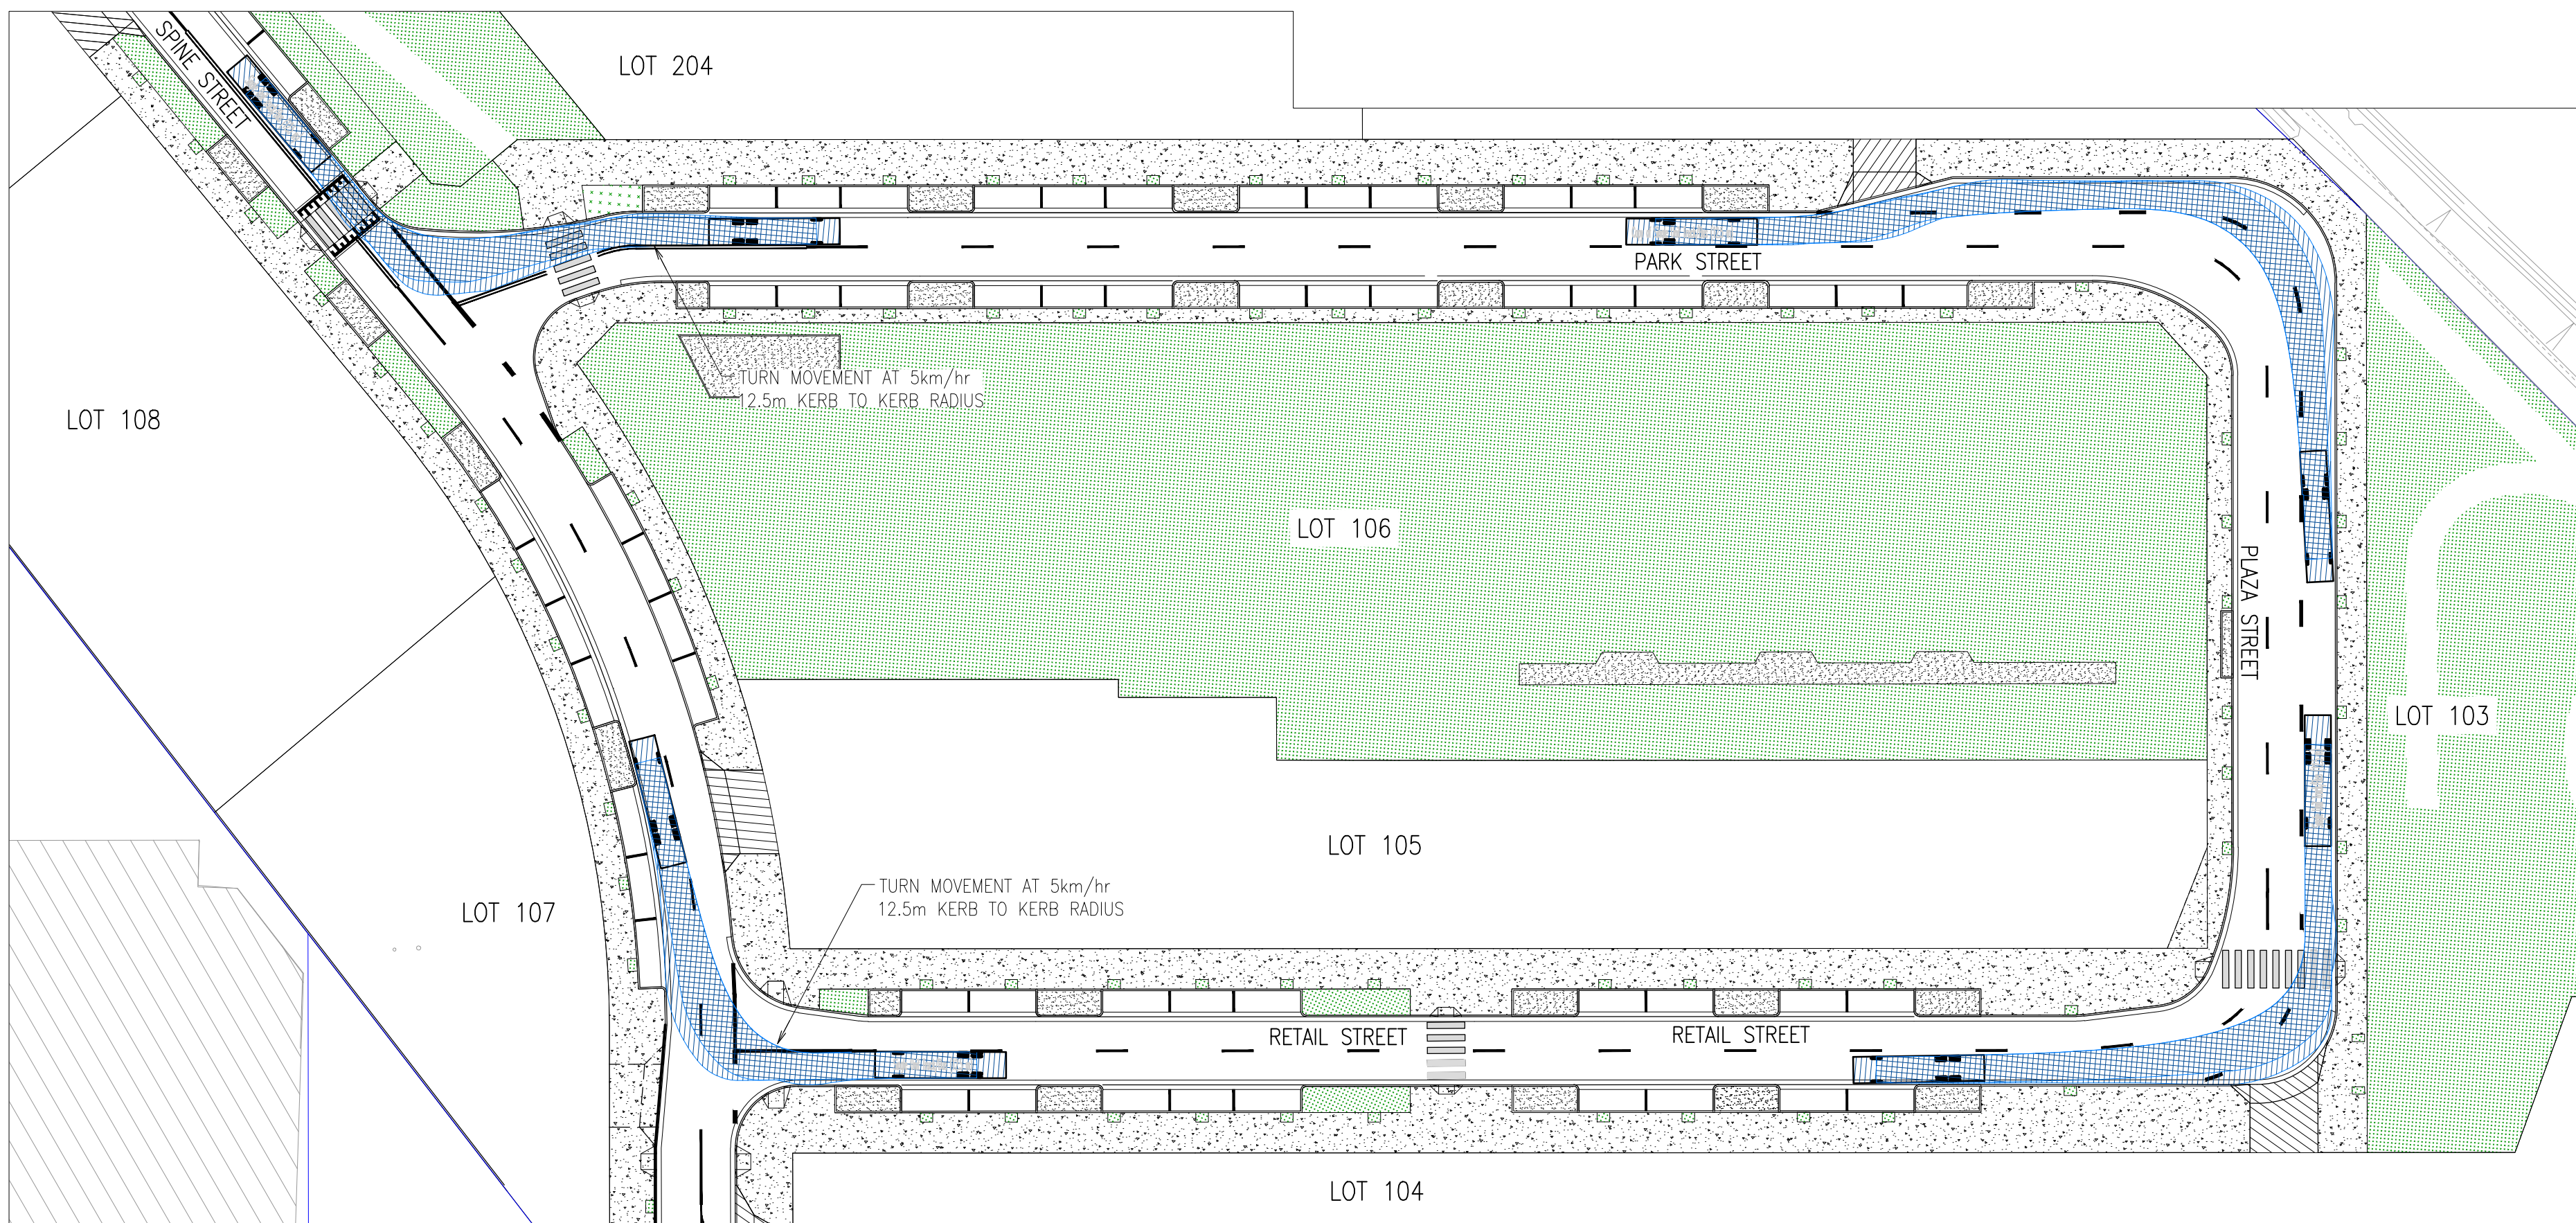 SPINE STREET
LOT 204
PARK STREET
TURN MOVEMENT AT 5km/hr
12.5m KERB TO KERB RADIUS
LOT 108
LOT 106
PLAZA STREET
LOT 103
LOT 105
TURN MOVEMENT AT 5km/hr
12.5m KERB TO KERB RADIUS
LOT 107
RETAIL STREET
RETAIL STREET
LOT 104